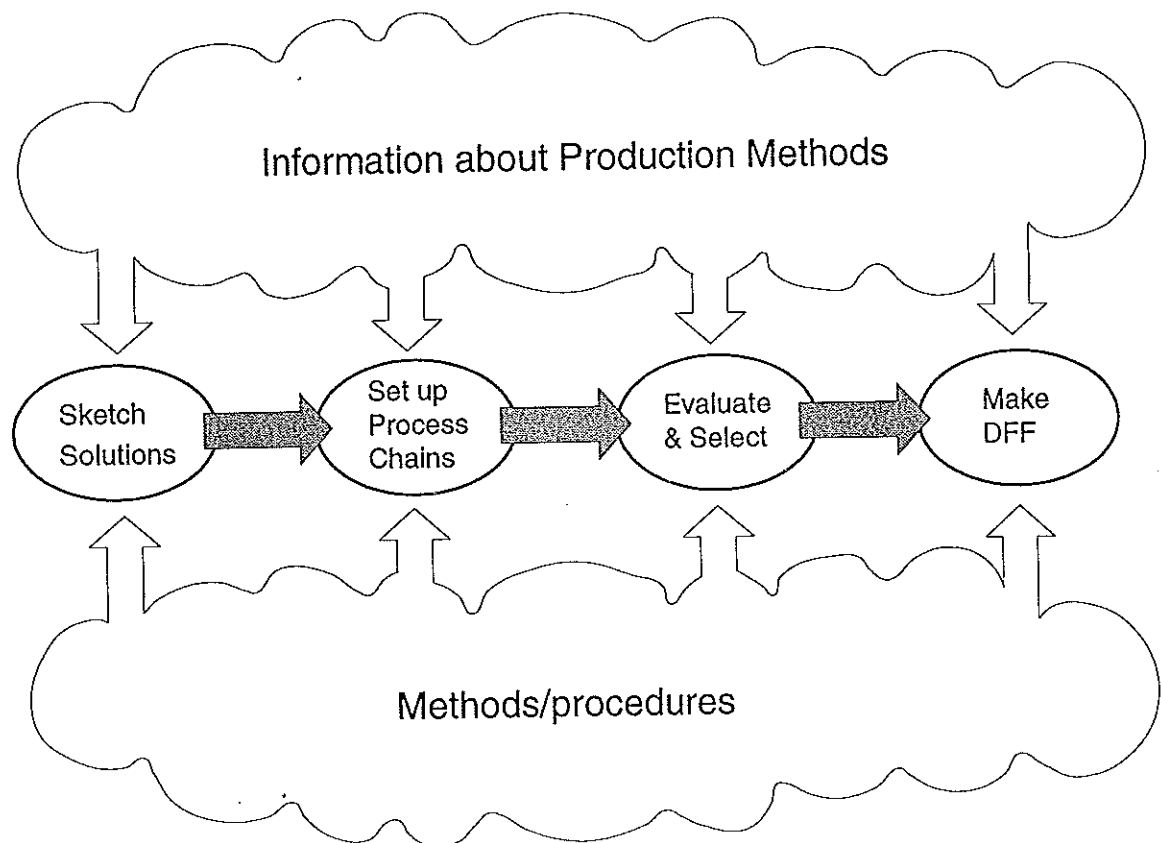 Information about Production Methods
Sketch
Solutions
Set up
Process
Chains
Evaluate
& Select
Make
DFF
Methods/procedures